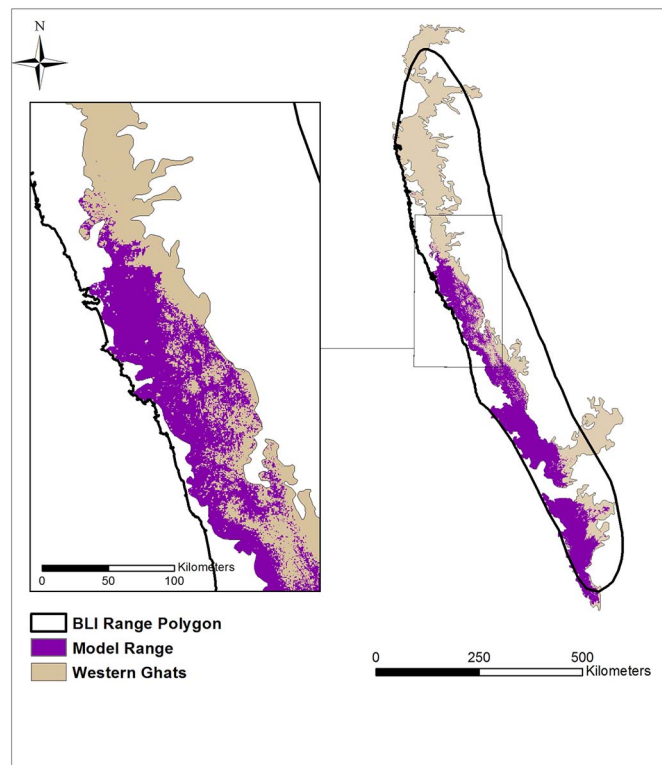 N
0 50 100
Kilometers
BLI Range Polygon
Model Range
Western Ghats
0 250 500
Kilometers